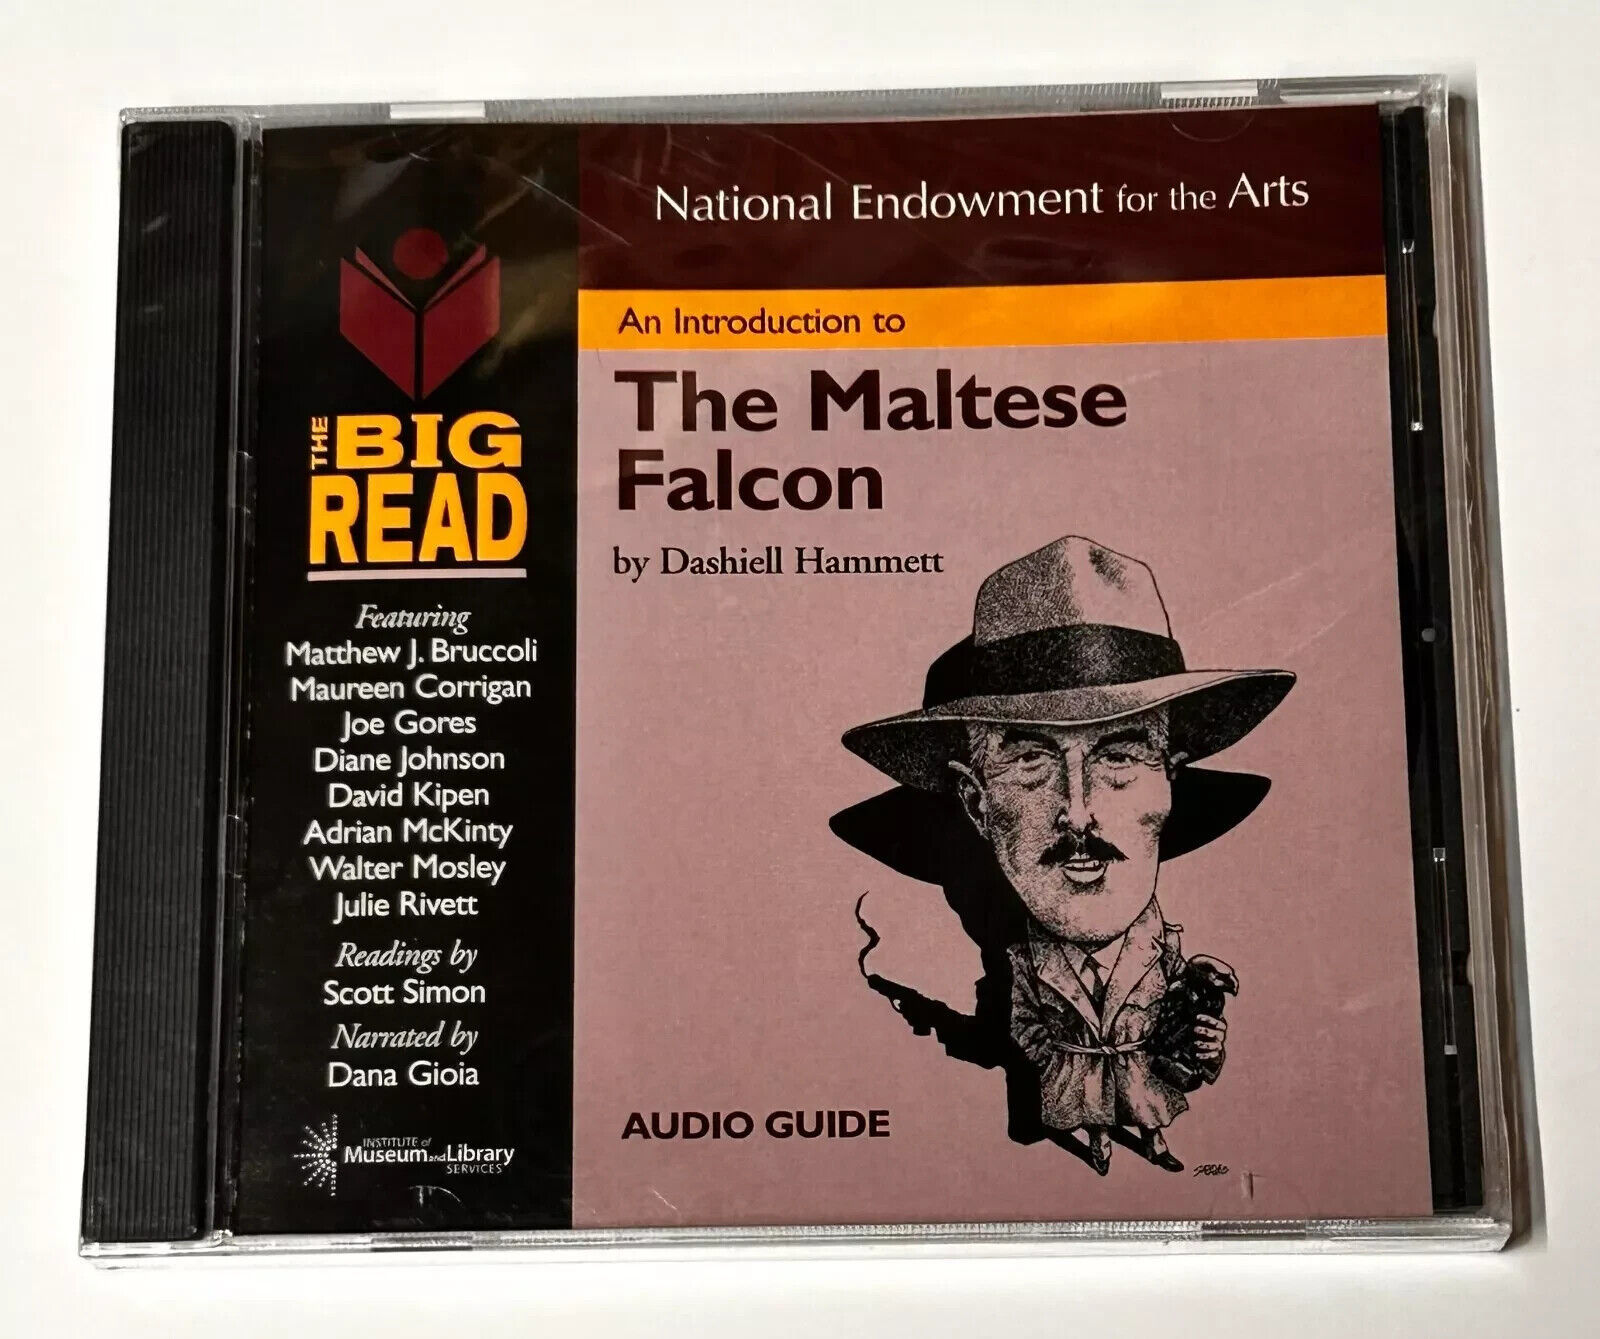 National Endowment for the Arts
An Introduction to
The Maltese
Falcon
by Dashiell Hammett
AUDIO GUIDE
THE BIG
READ
Featuring
Matthew J. Bruccoli
Maureen Corrigan
Joe Gores
Diane Johnson
David Kipen
Adrian McKinty
Walter Mosley
Julie Rivett
Readings by
Scott Simon
Narrated by
Dana Gioia
INSTITUTE of
Museum and Library
SERVICES